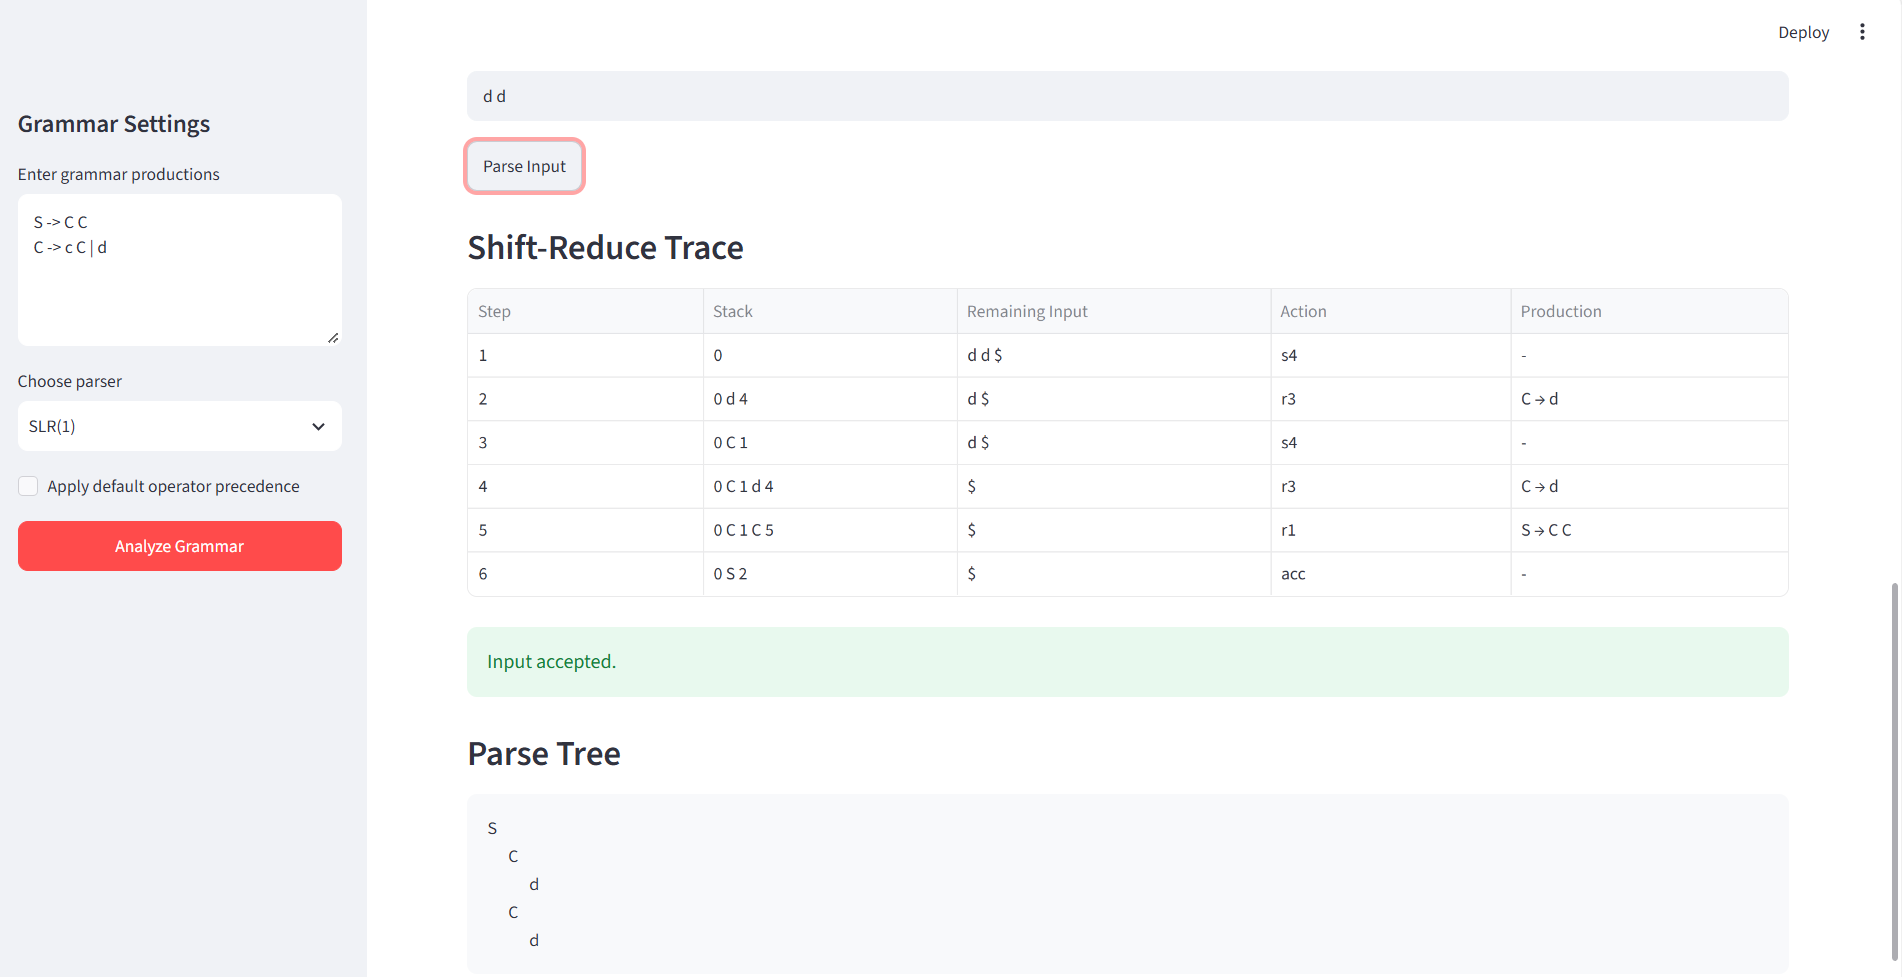 Deploy
Grammar Settings
Enter grammar productions
S -> C C
C -> c C | d
Choose parser
SLR(1)
Apply default operator precedence
Analyze Grammar
d d
Parse Input
Shift-Reduce Trace
Step Stack Remaining Input Action Production
1 0 d d $ s4 -
2 0 d 4 d $ r3 C → d
3 0 C 1 d $ s4 -
4 0 C 1 d 4 $ r3 C → d
5 0 C 1 C 5 $ r1 S → C C
6 0 S 2 $ acc -
Input accepted.
Parse Tree
S
C
d
C
d